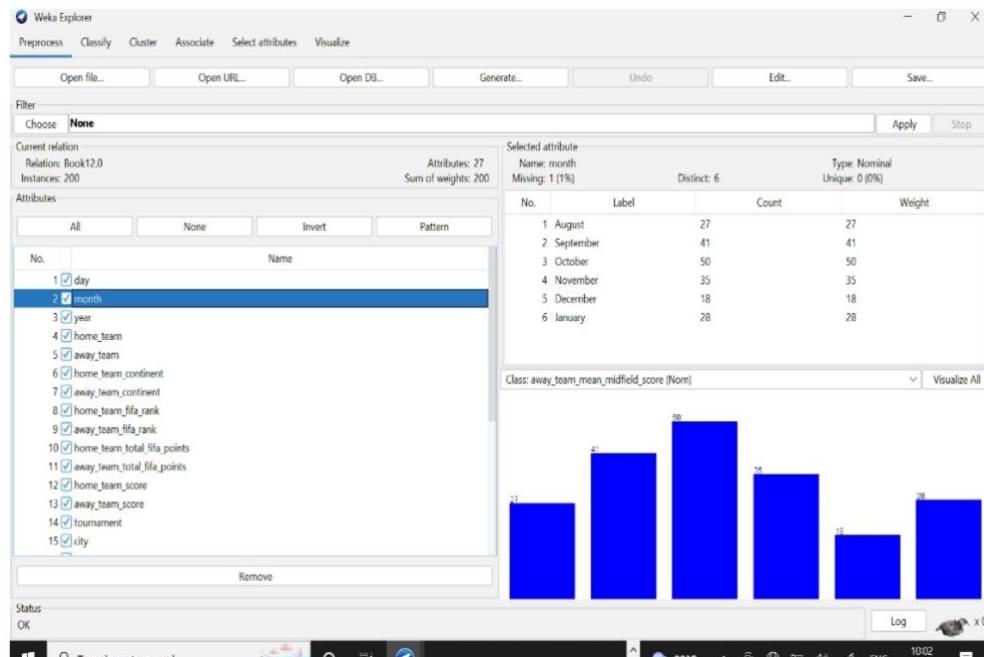 Weka Explorer
Preprocess Classify Cluster Associate Select attributes Visualize
Open file... Open URL... Open DB... Generate... Undo Edit... Save...
Filter
Choose None Apply Stop
Current relation
Relation: Book12.0 Attributes: 27
Instances: 200 Sum of weights: 200
Attributes
All None Invert Pattern
No. Name
1 day
2 month
3 year
4 home_team
5 away_team
6 home_team_continent
7 away_team_continent
8 home_team_fifa_rank
9 away_team_fifa_rank
10 home_team_total_fifa_points
11 away_team_total_fifa_points
12 home_team_score
13 away_team_score
14 tournament
15 city
Remove
Selected attribute
Name: month Type: Nominal
Missing: 1 (1%) Distinct: 6 Unique: 0 (0%)
No. Label Count Weight
1 August 27 27
2 September 41 41
3 October 50 50
4 November 35 35
5 December 18 18
6 January 28 28
Class: away_team_mean_midfield_score (Nom) Visualize All
27 41 50 35 18 28
Status
OK
Log x 0
10:02